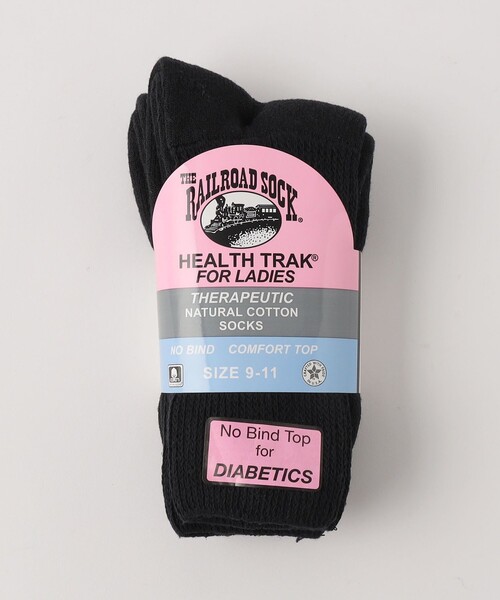 THE
RAILROAD SOCK®
HEALTH TRAK®
FOR LADIES
THERAPEUTIC
NATURAL COTTON
SOCKS
NO BIND COMFORT TOP
SIZE 9-11
No Bind Top
for
DIABETICS